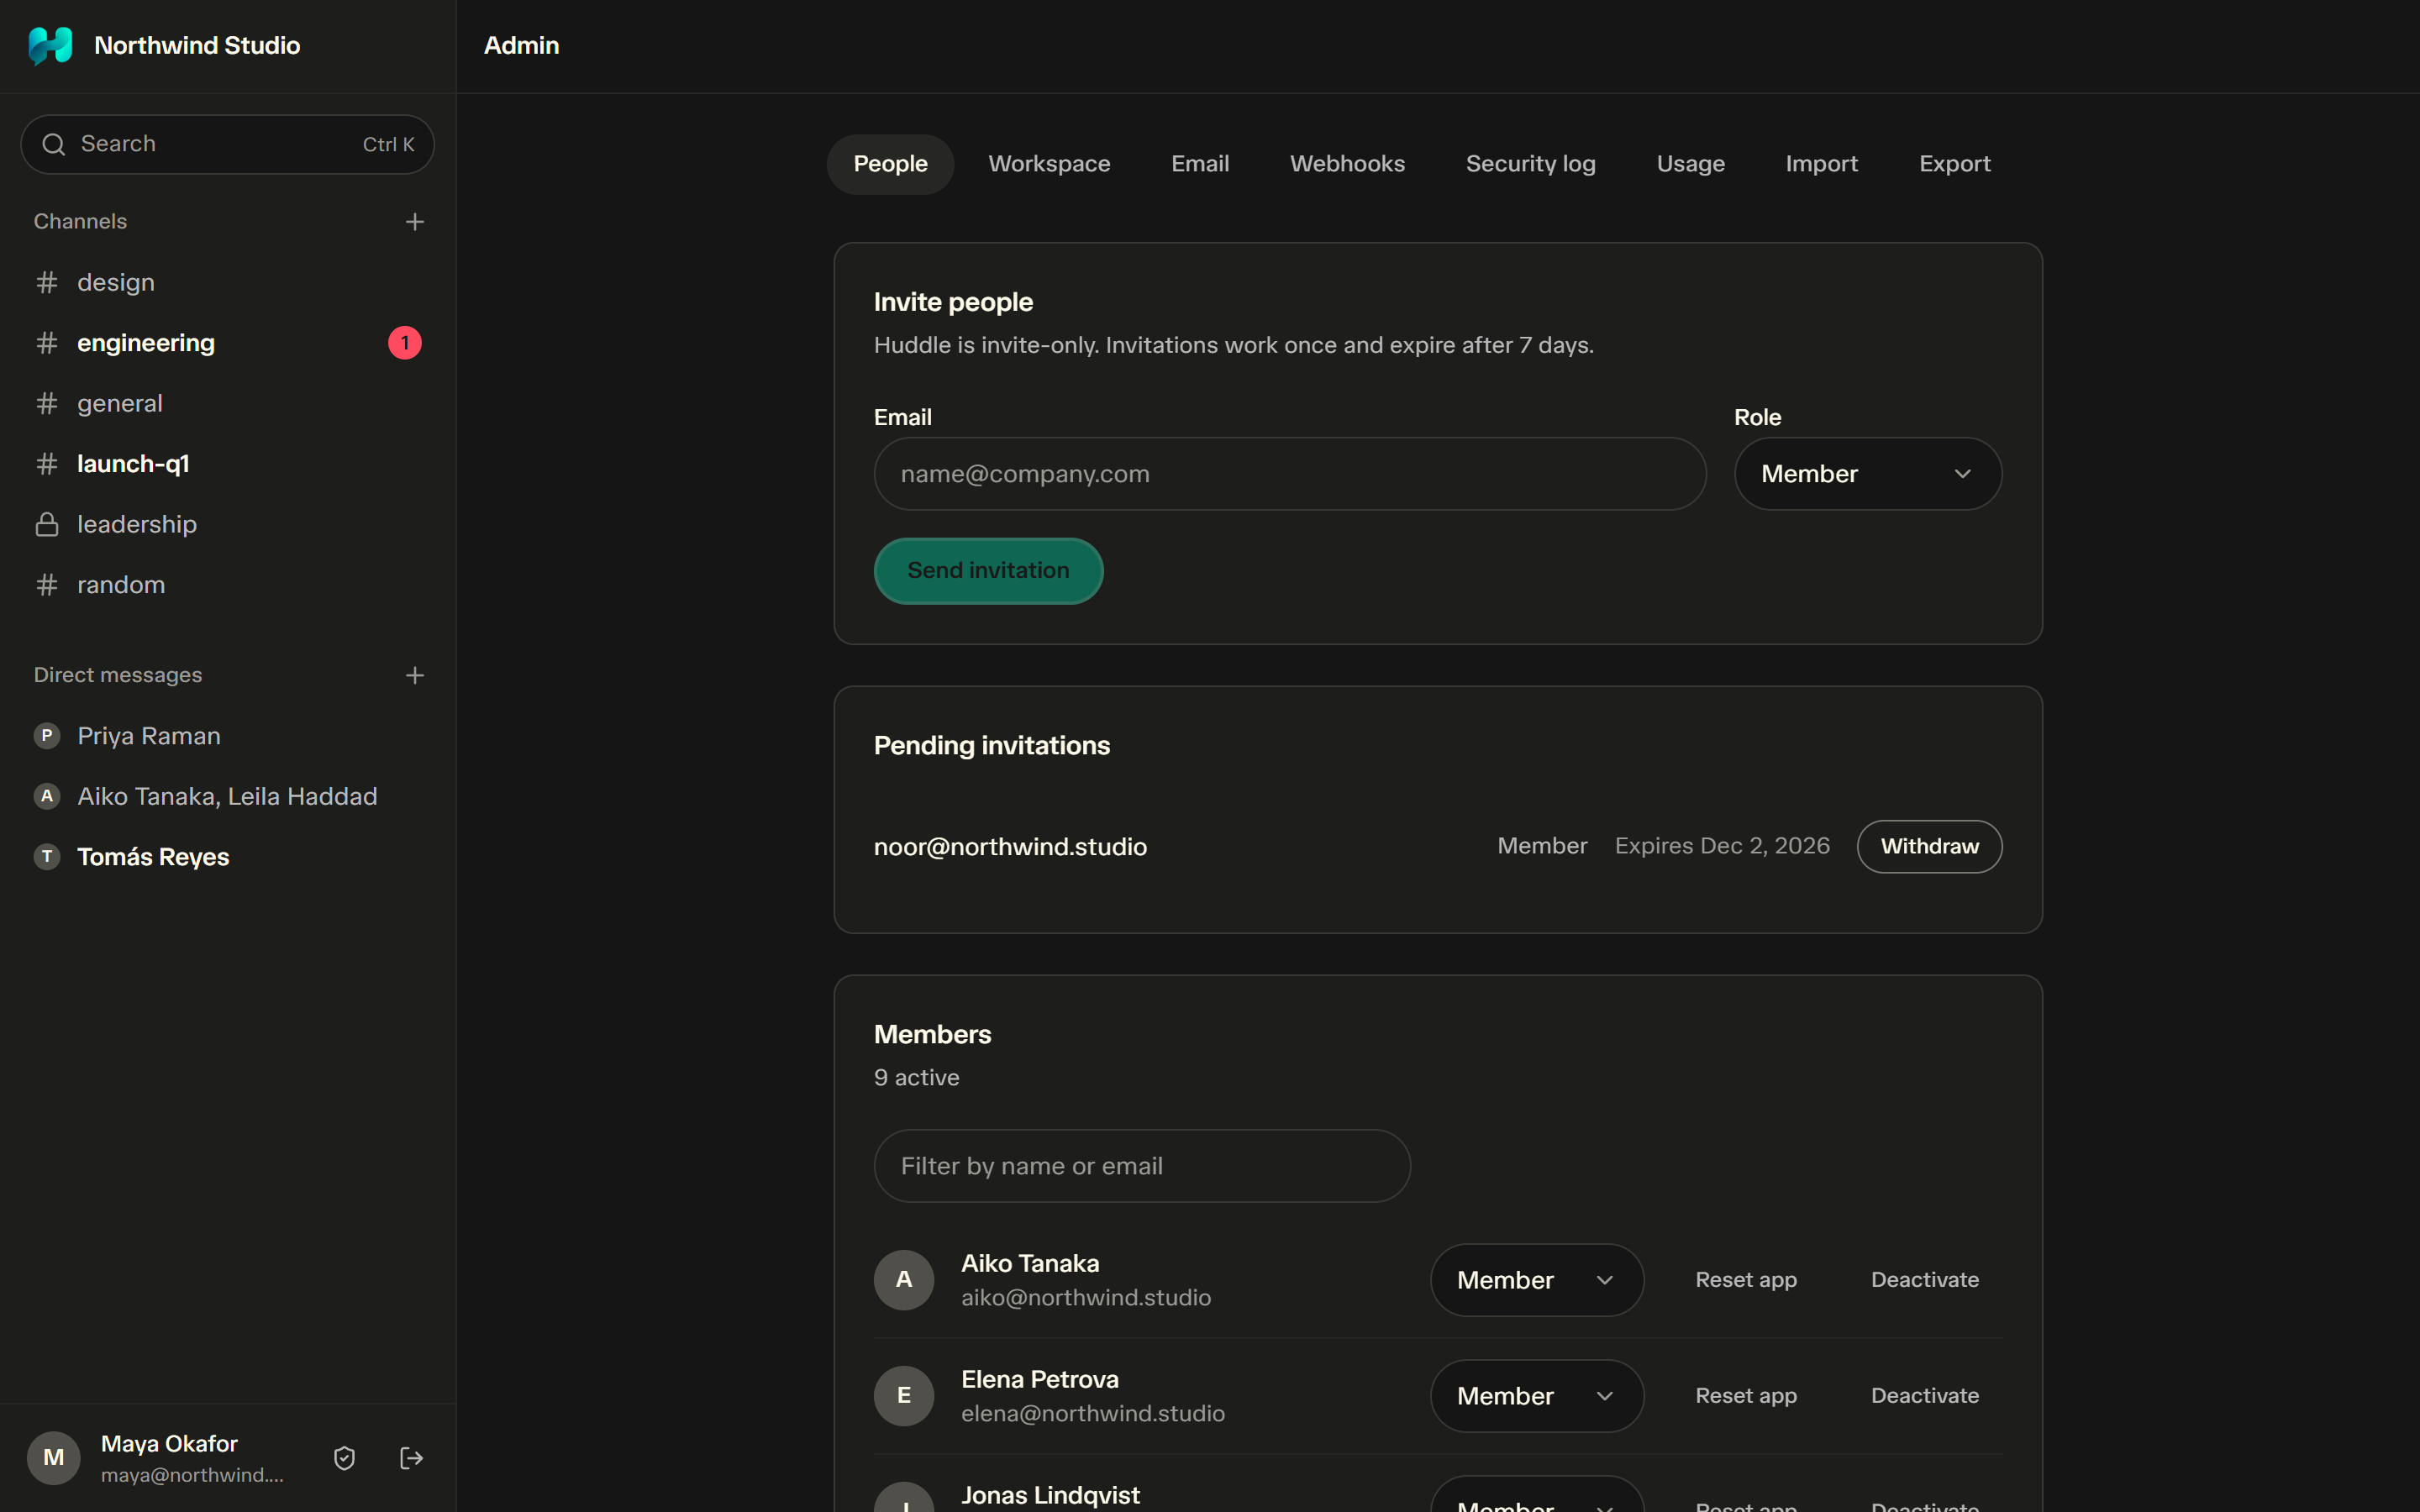 Northwind Studio
Admin
Search
Ctrl K
Channels
design
engineering
1
general
launch-q1
leadership
random
Direct messages
P
Priya Raman
A
Aiko Tanaka, Leila Haddad
T
Tomás Reyes
M
Maya Okafor
maya@northwind....
People
Workspace
Email
Webhooks
Security log
Usage
Import
Export
Invite people
Huddle is invite-only. Invitations work once and expire after 7 days.
Email
Role
name@company.com
Member
Send invitation
Pending invitations
noor@northwind.studio
Member
Expires Dec 2, 2026
Withdraw
Members
9 active
Filter by name or email
A
Aiko Tanaka
aiko@northwind.studio
Member
Reset app
Deactivate
E
Elena Petrova
elena@northwind.studio
Member
Reset app
Deactivate
Jonas Lindqvist
Member
Reset app
Deactivate